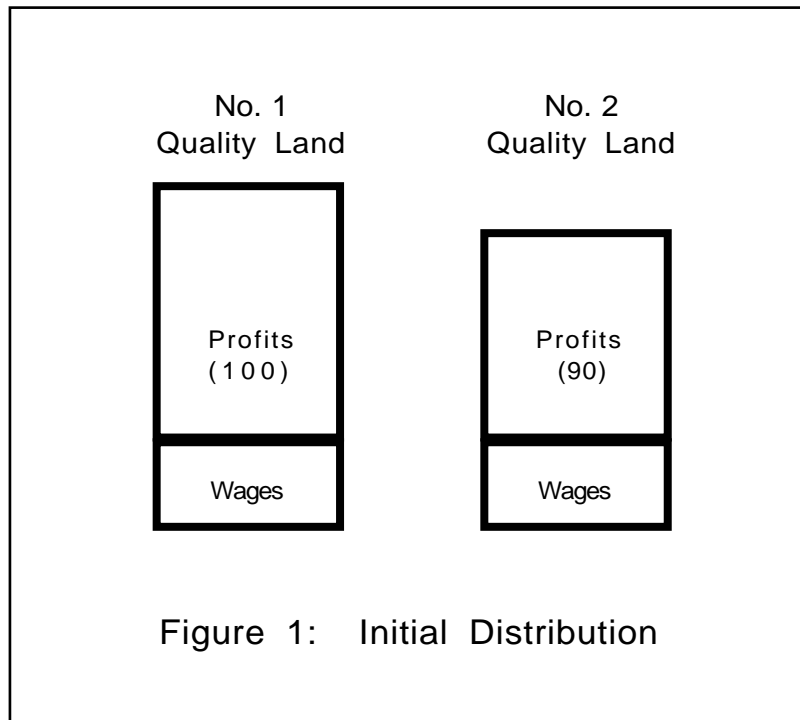 No. 1
Quality Land
No. 2
Quality Land
Profits
(100)
Profits
(90)
Wages
Wages
Figure 1: Initial Distribution